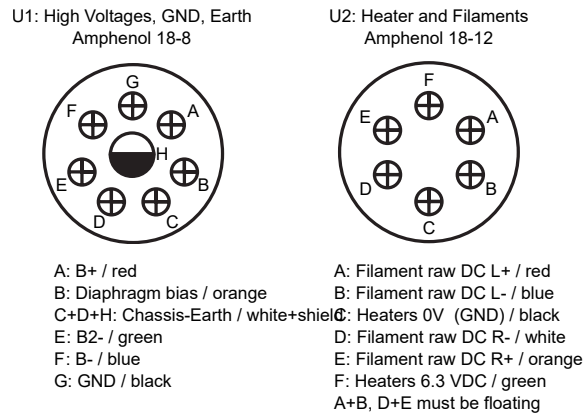 U1: High Voltages, GND, Earth
Amphenol 18-8
G
F
A
H
E
B
D
C
A: B+ / red
B: Diaphragm bias / orange
C+D+H: Chassis-Earth / white+shield
E: B2- / green
F: B- / blue
G: GND / black
U2: Heater and Filaments
Amphenol 18-12
F
E
A
D
B
C
A: Filament raw DC L+ / red
B: Filament raw DC L- / blue
C: Heaters 0V (GND) / black
D: Filament raw DC R- / white
E: Filament raw DC R+ / orange
F: Heaters 6.3 VDC / green
A+B, D+E must be floating